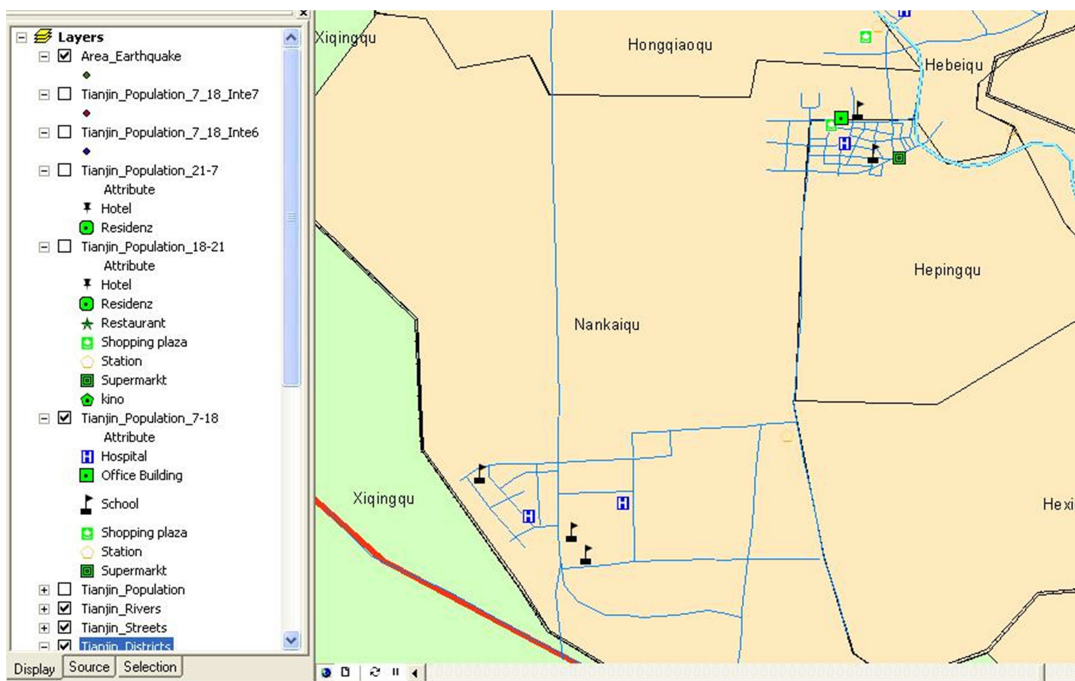 Layers
Area_Earthquake
Tianjin_Population_7_18_Inte7
Tianjin_Population_7_18_Inte6
Tianjin_Population_21-7
Attribute
Hotel
Residenz
Tianjin_Population_18-21
Attribute
Hotel
Residenz
Restaurant
Shopping plaza
Station
Supermarkt
kino
Tianjin_Population_7-18
Attribute
Hospital
Office Building
School
Shopping plaza
Station
Supermarkt
Tianjin_Population
Tianjin_Rivers
Tianjin_Streets
Tianjin_Districts
Display Source Selection
Xiqingqu
Hongqiaoqu
Hebeiqu
H
H
Hepingqu
Nankaiqu
Xiqingqu
H
H
Hexi